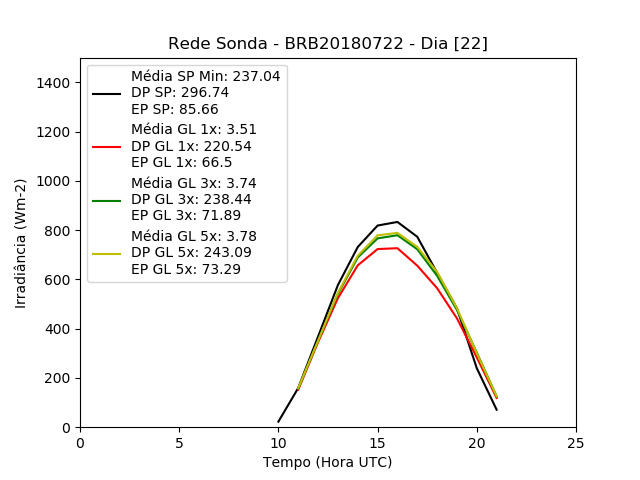 Rede Sonda - BRB20180722 - Dia [22]
Média SP Min: 237.04
DP SP: 296.74
EP SP: 85.66
Média GL 1x: 3.51
DP GL 1x: 220.54
EP GL 1x: 66.5
Média GL 3x: 3.74
DP GL 3x: 238.44
EP GL 3x: 71.89
Média GL 5x: 3.78
DP GL 5x: 243.09
EP GL 5x: 73.29
Irradiância (Wm-2)
1400
1200
1000
800
600
400
200
0
0 5 10 15 20 25
Tempo (Hora UTC)